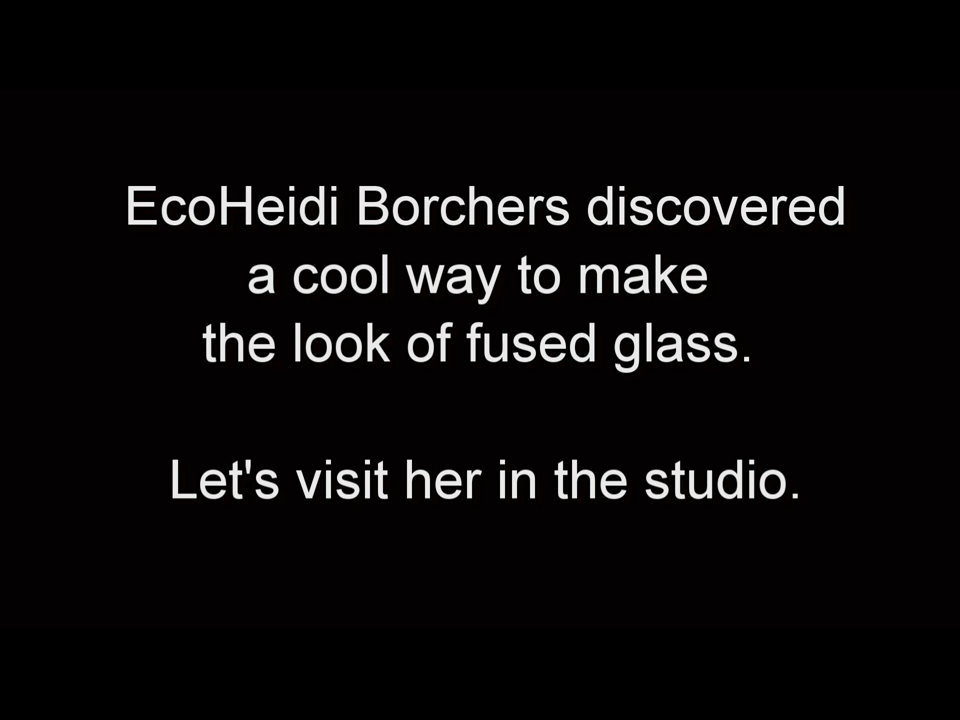 EcoHeidi Borchers discovered
a cool way to make
the look of fused glass.
Let's visit her in the studio.